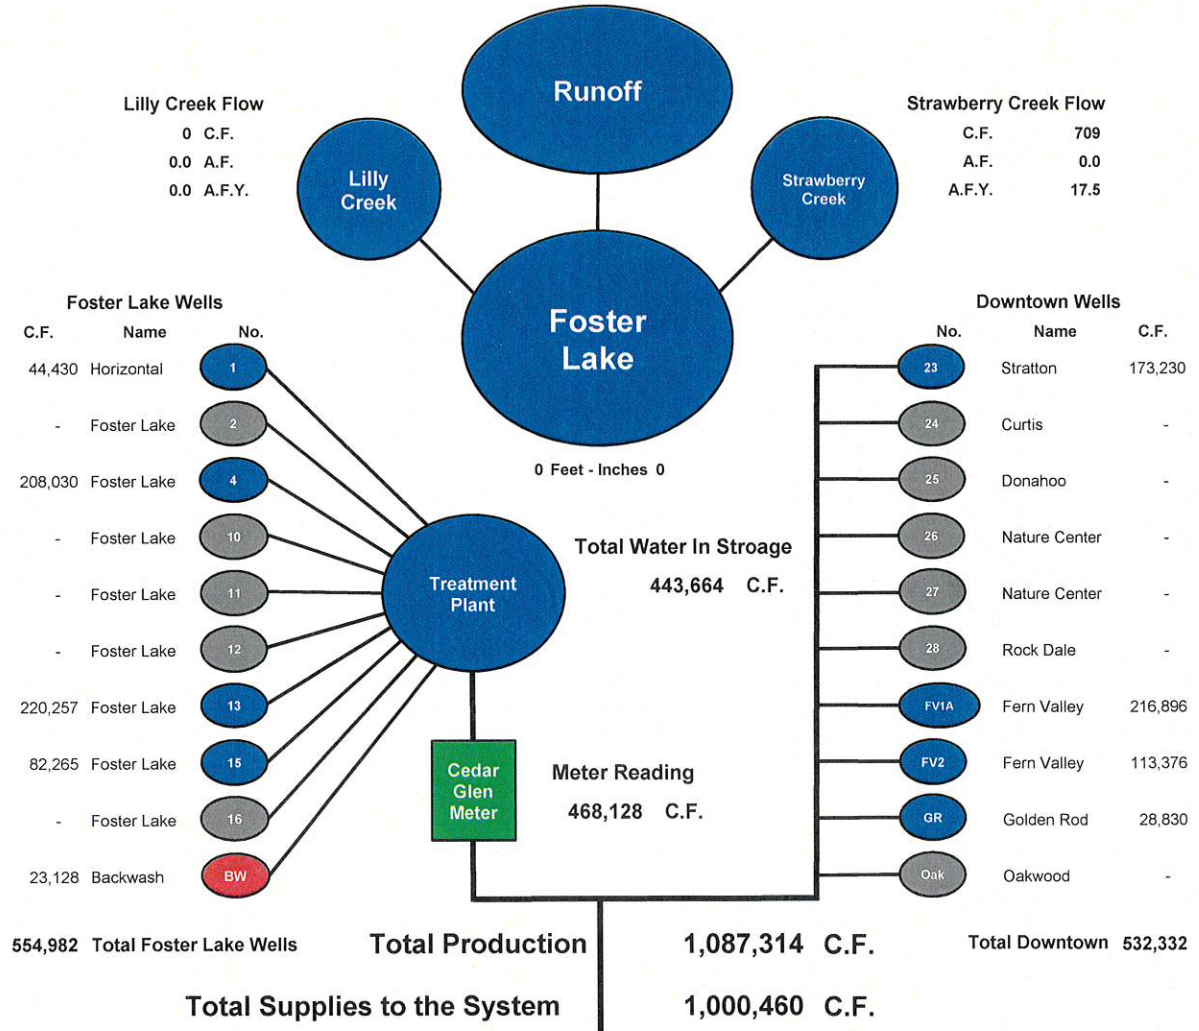 Runoff
Lilly Creek Flow
0 C.F.
0.0 A.F.
0.0 A.F.Y.
Strawberry Creek Flow
C.F. 709
A.F. 0.0
A.F.Y. 17.5
Lilly
Creek
Strawberry
Creek
Foster
Lake
0 Feet - Inches 0
Foster Lake Wells
C.F. Name No.
44,430 Horizontal 1
- Foster Lake 2
208,030 Foster Lake 4
- Foster Lake 10
- Foster Lake 11
- Foster Lake 12
220,257 Foster Lake 13
82,265 Foster Lake 15
- Foster Lake 16
23,128 Backwash BW
554,982 Total Foster Lake Wells
Treatment
Plant
Total Water In Stroage
443,664 C.F.
Cedar
Glen
Meter
Meter Reading
468,128 C.F.
Downtown Wells
No. Name C.F.
23 Stratton 173,230
24 Curtis -
25 Donahoo -
26 Nature Center -
27 Nature Center -
28 Rock Dale -
FV1A Fern Valley 216,896
FV2 Fern Valley 113,376
GR Golden Rod 28,830
Oak Oakwood -
Total Downtown 532,332
Total Production 1,087,314 C.F.
Total Supplies to the System 1,000,460 C.F.